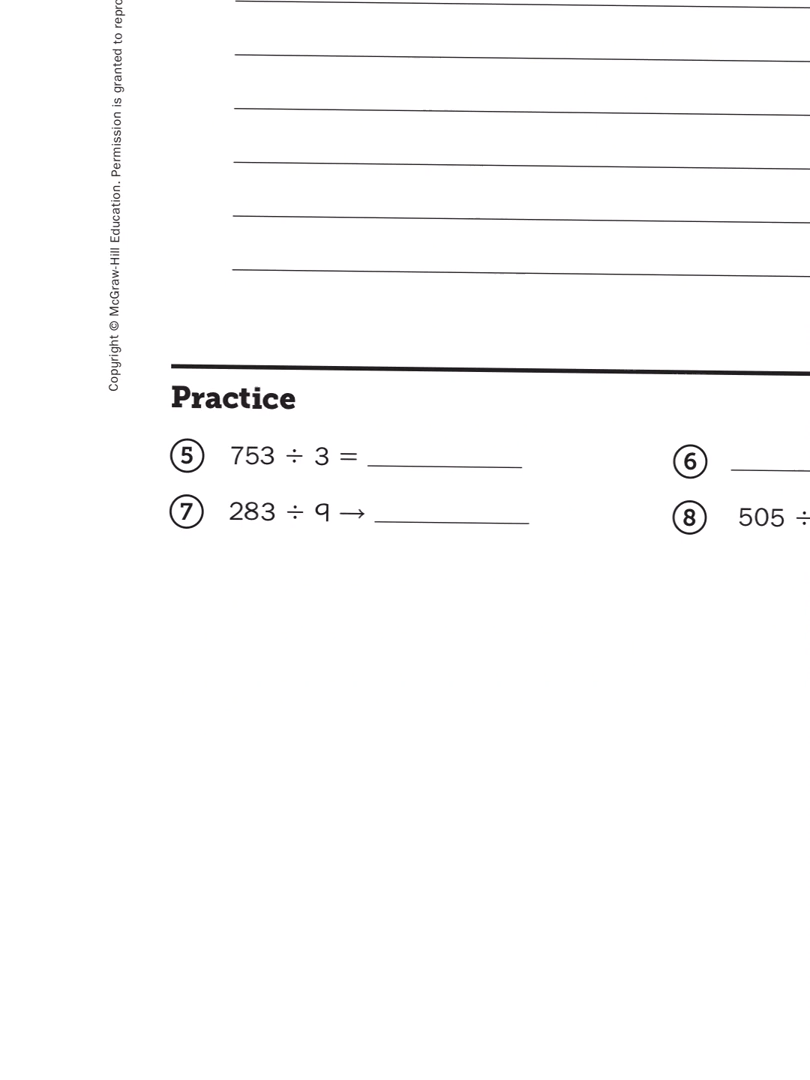 Copyright © McGraw-Hill Education. Permission is granted to repro
Practice
5 753 ÷ 3 =
6
7 283 ÷ 9 →
8 505 ÷